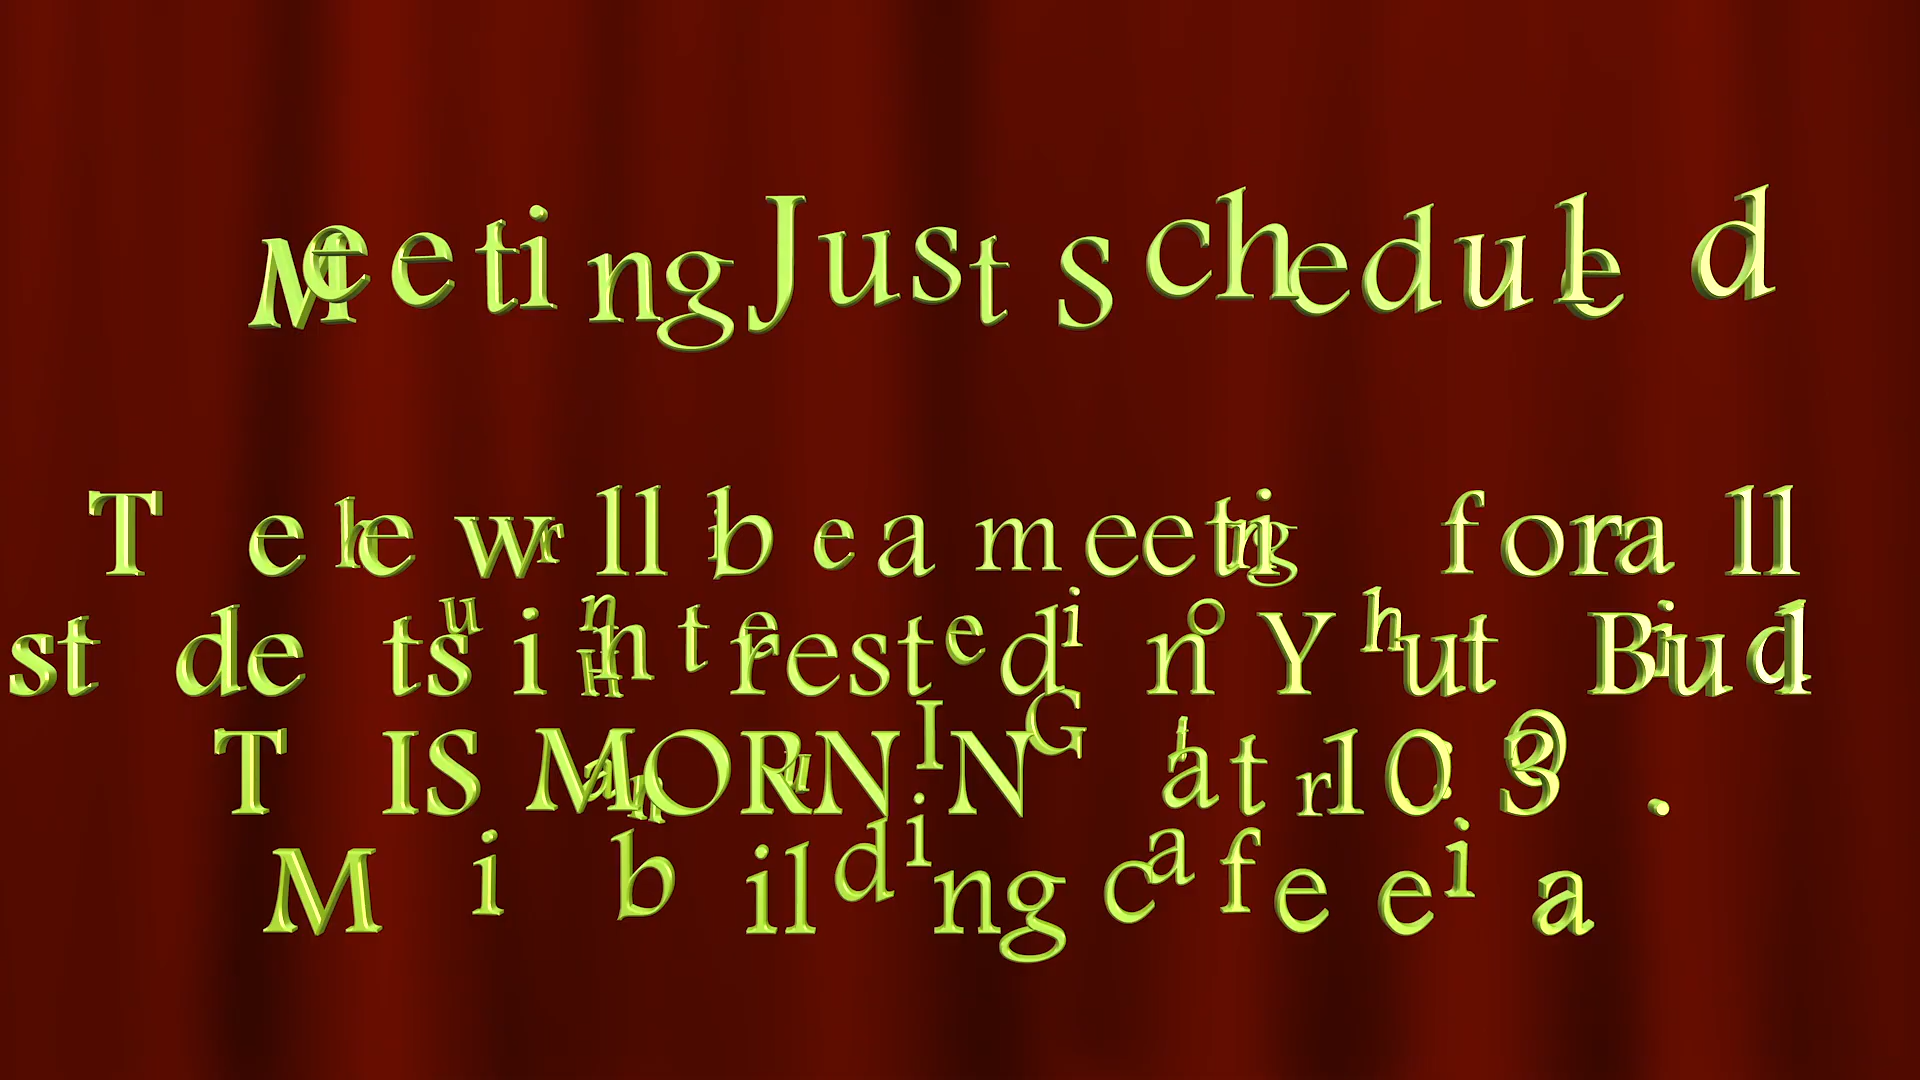 Meeting Just Scheduled
There will be a meeting for all
students interested in Youth Build
THIS MORNING at 10:30.
Main building cafeteria